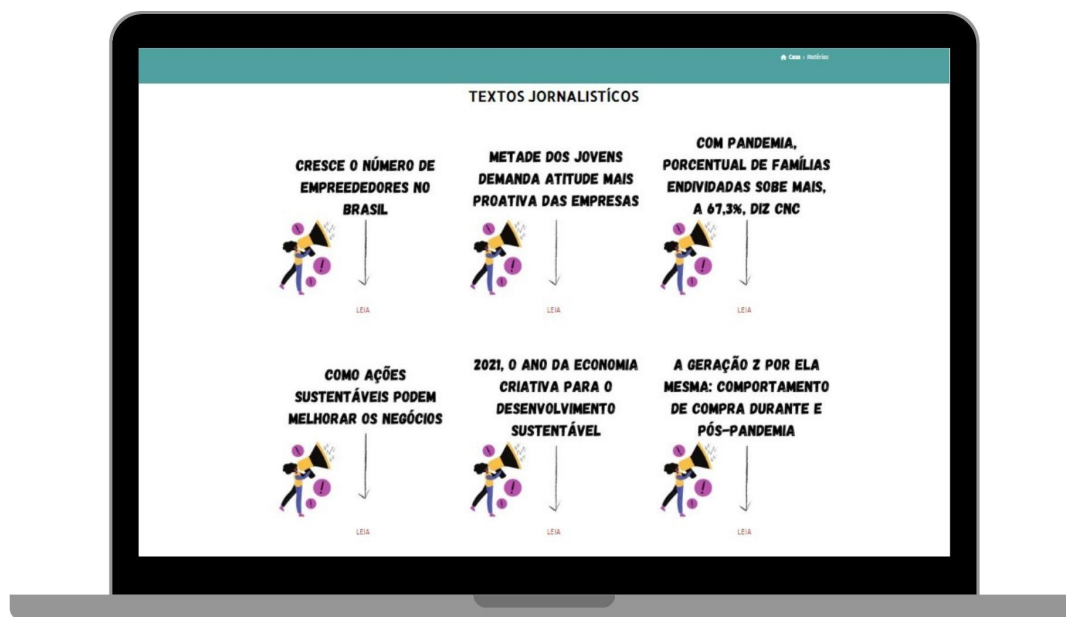 Casa › Matérias
TEXTOS JORNALISTÍCOS
CRESCE O NÚMERO DE
EMPREEDEDORES NO
BRASIL
LEIA
METADE DOS JOVENS
DEMANDA ATITUDE MAIS
PROATIVA DAS EMPRESAS
LEIA
COM PANDEMIA,
PORCENTUAL DE FAMÍLIAS
ENDIVIDADAS SOBE MAIS,
A 67,3%, DIZ CNC
LEIA
COMO AÇÕES
SUSTENTÁVEIS PODEM
MELHORAR OS NEGÓCIOS
LEIA
2021, O ANO DA ECONOMIA
CRIATIVA PARA O
DESENVOLVIMENTO
SUSTENTÁVEL
LEIA
A GERAÇÃO Z POR ELA
MESMA: COMPORTAMENTO
DE COMPRA DURANTE E
PÓS-PANDEMIA
LEIA